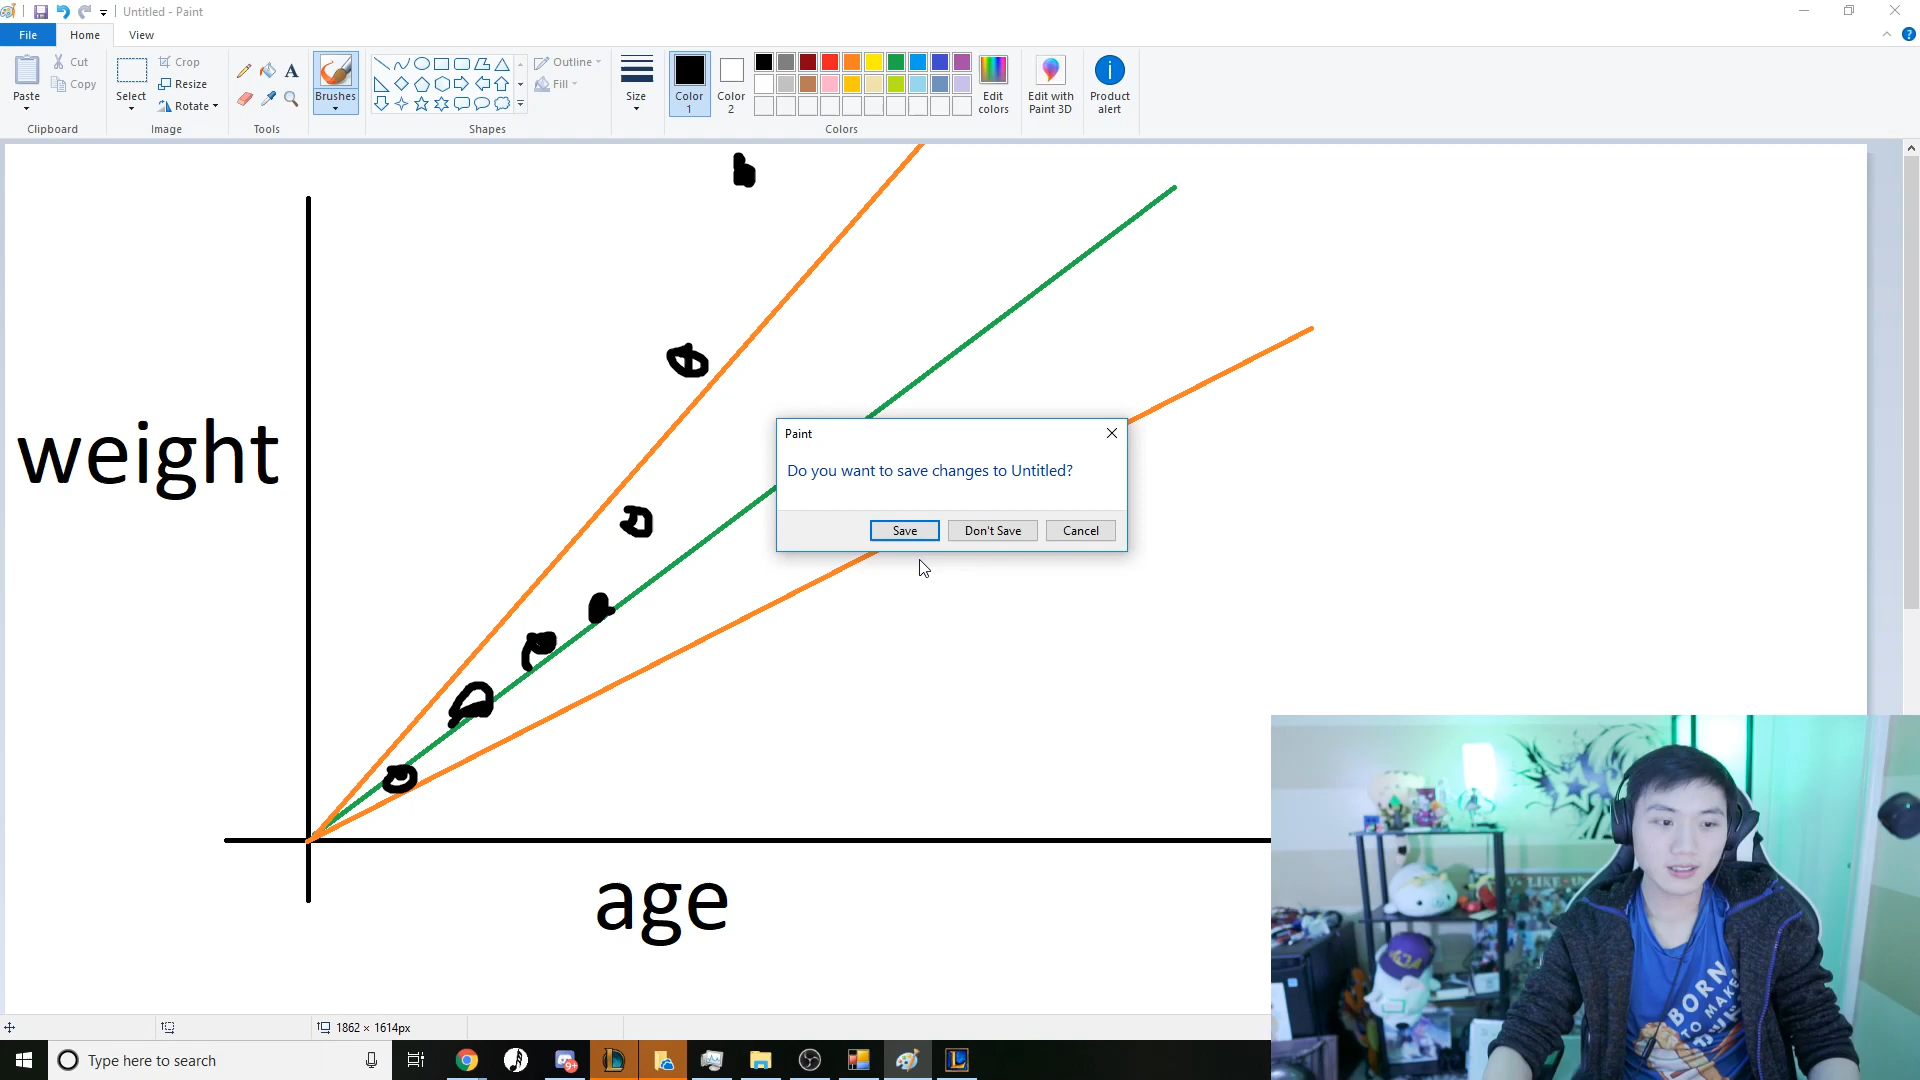 Untitled - Paint
File
Home
View
Paste
Cut
Copy
Clipboard
Select
Crop
Resize
Rotate
Image
A
Tools
Brushes
Shapes
Outline
Fill
Size
Color
1
Color
2
Colors
Edit
colors
Edit with
Paint 3D
Product
alert
weight
age
Paint
Do you want to save changes to Untitled?
Save
Don't Save
Cancel
BORN
TO MAKE
1862 × 1614px
Type here to search
9+